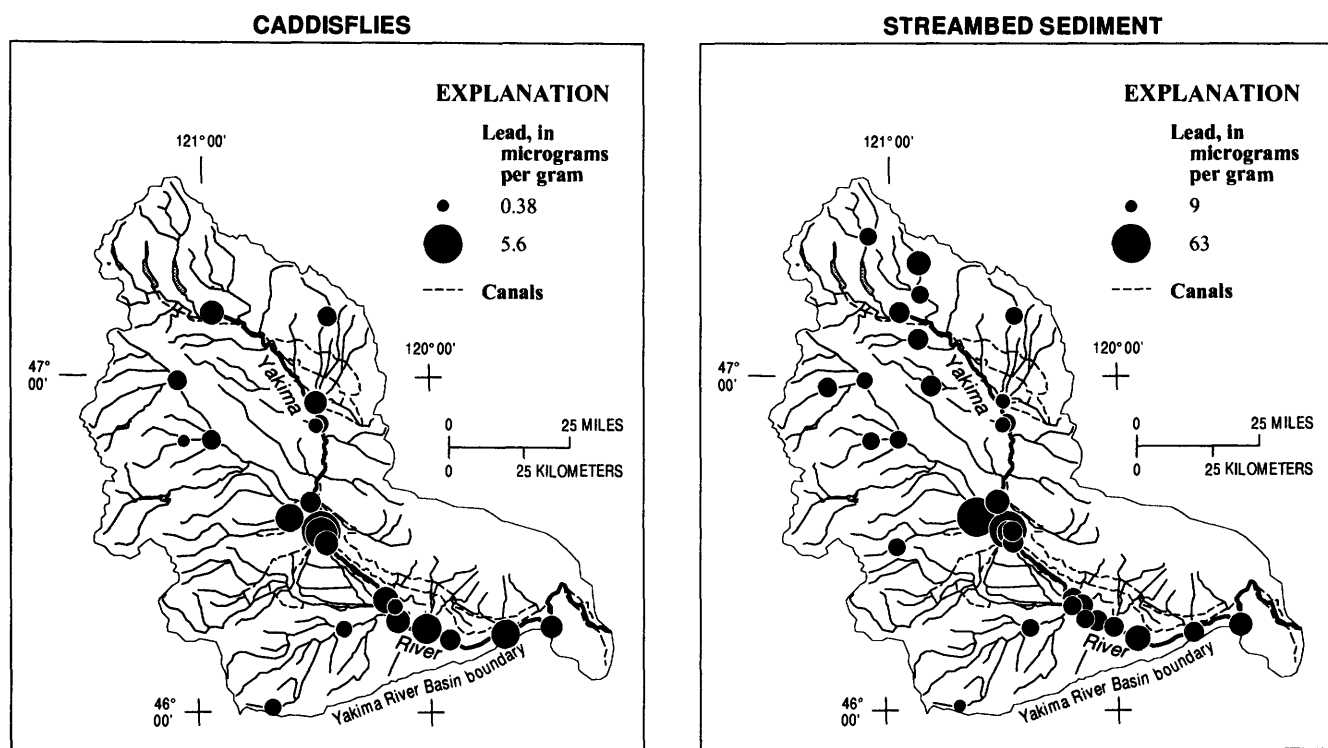 CADDISFLIES
EXPLANATION
Lead, in
micrograms
per gram
0.38
5.6
Canals
121° 00'
120° 00'
47°
00'
Yakima
0 25 MILES
0 25 KILOMETERS
River
Yakima River Basin boundary
46°
00'
STREAMBED SEDIMENT
EXPLANATION
Lead, in
micrograms
per gram
9
63
Canals
121° 00'
120° 00'
47°
00'
Yakima
0 25 MILES
0 25 KILOMETERS
River
Yakima River Basin boundary
46°
00'